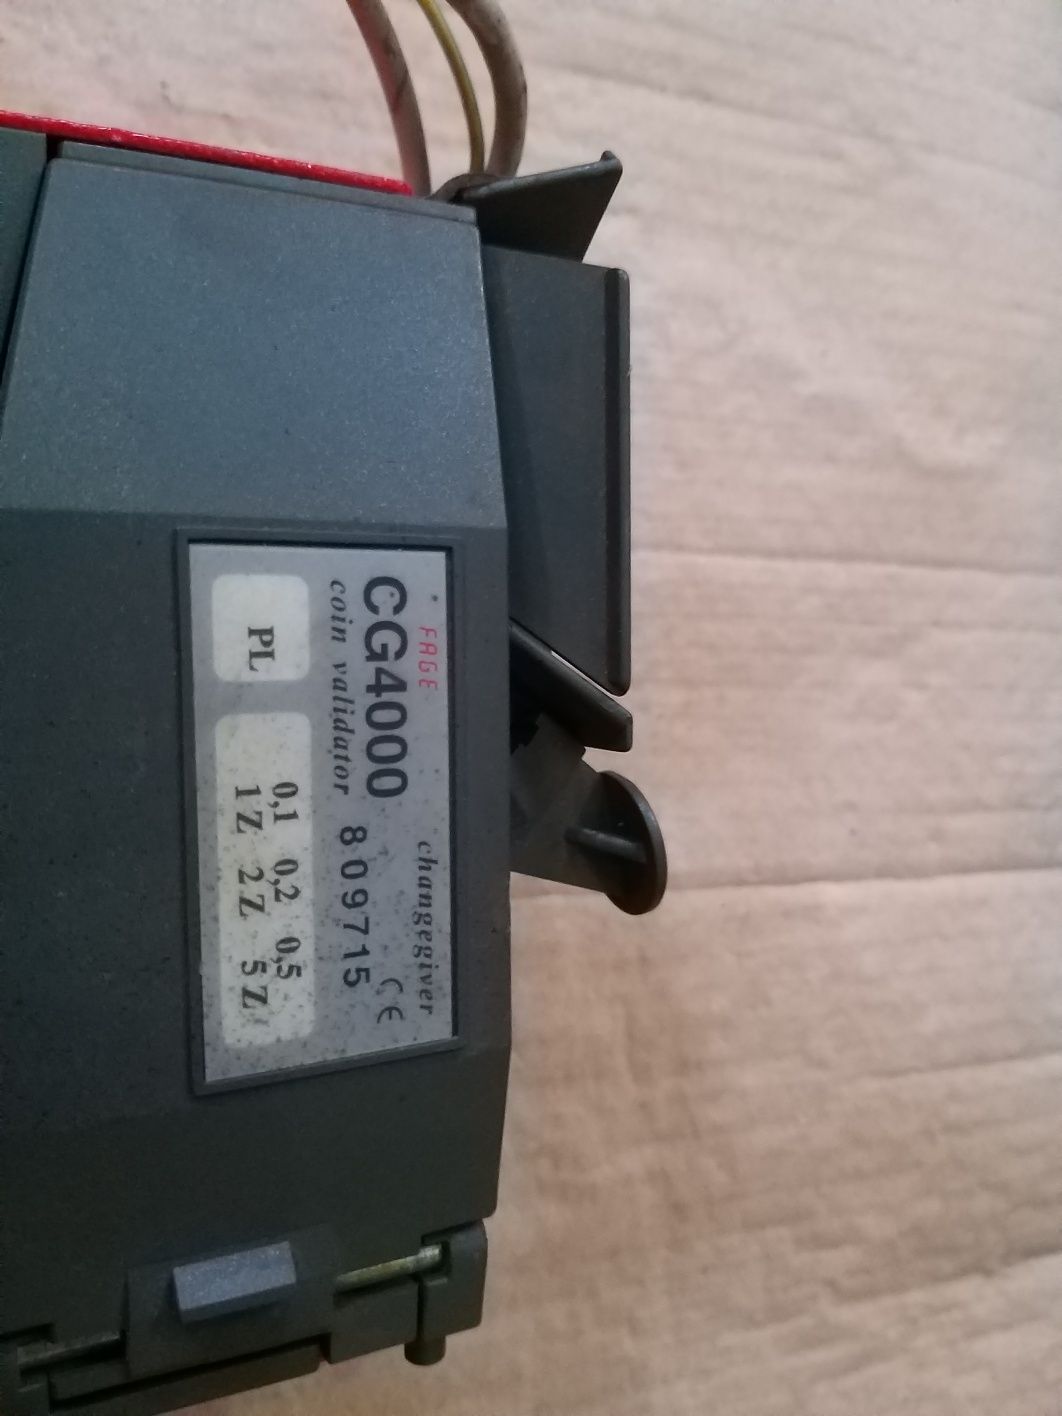 FAGE changegiver
CG4000 CE
coin validator 809715
PL
0,1 0,2 0,5
1Z 2Z 5Z